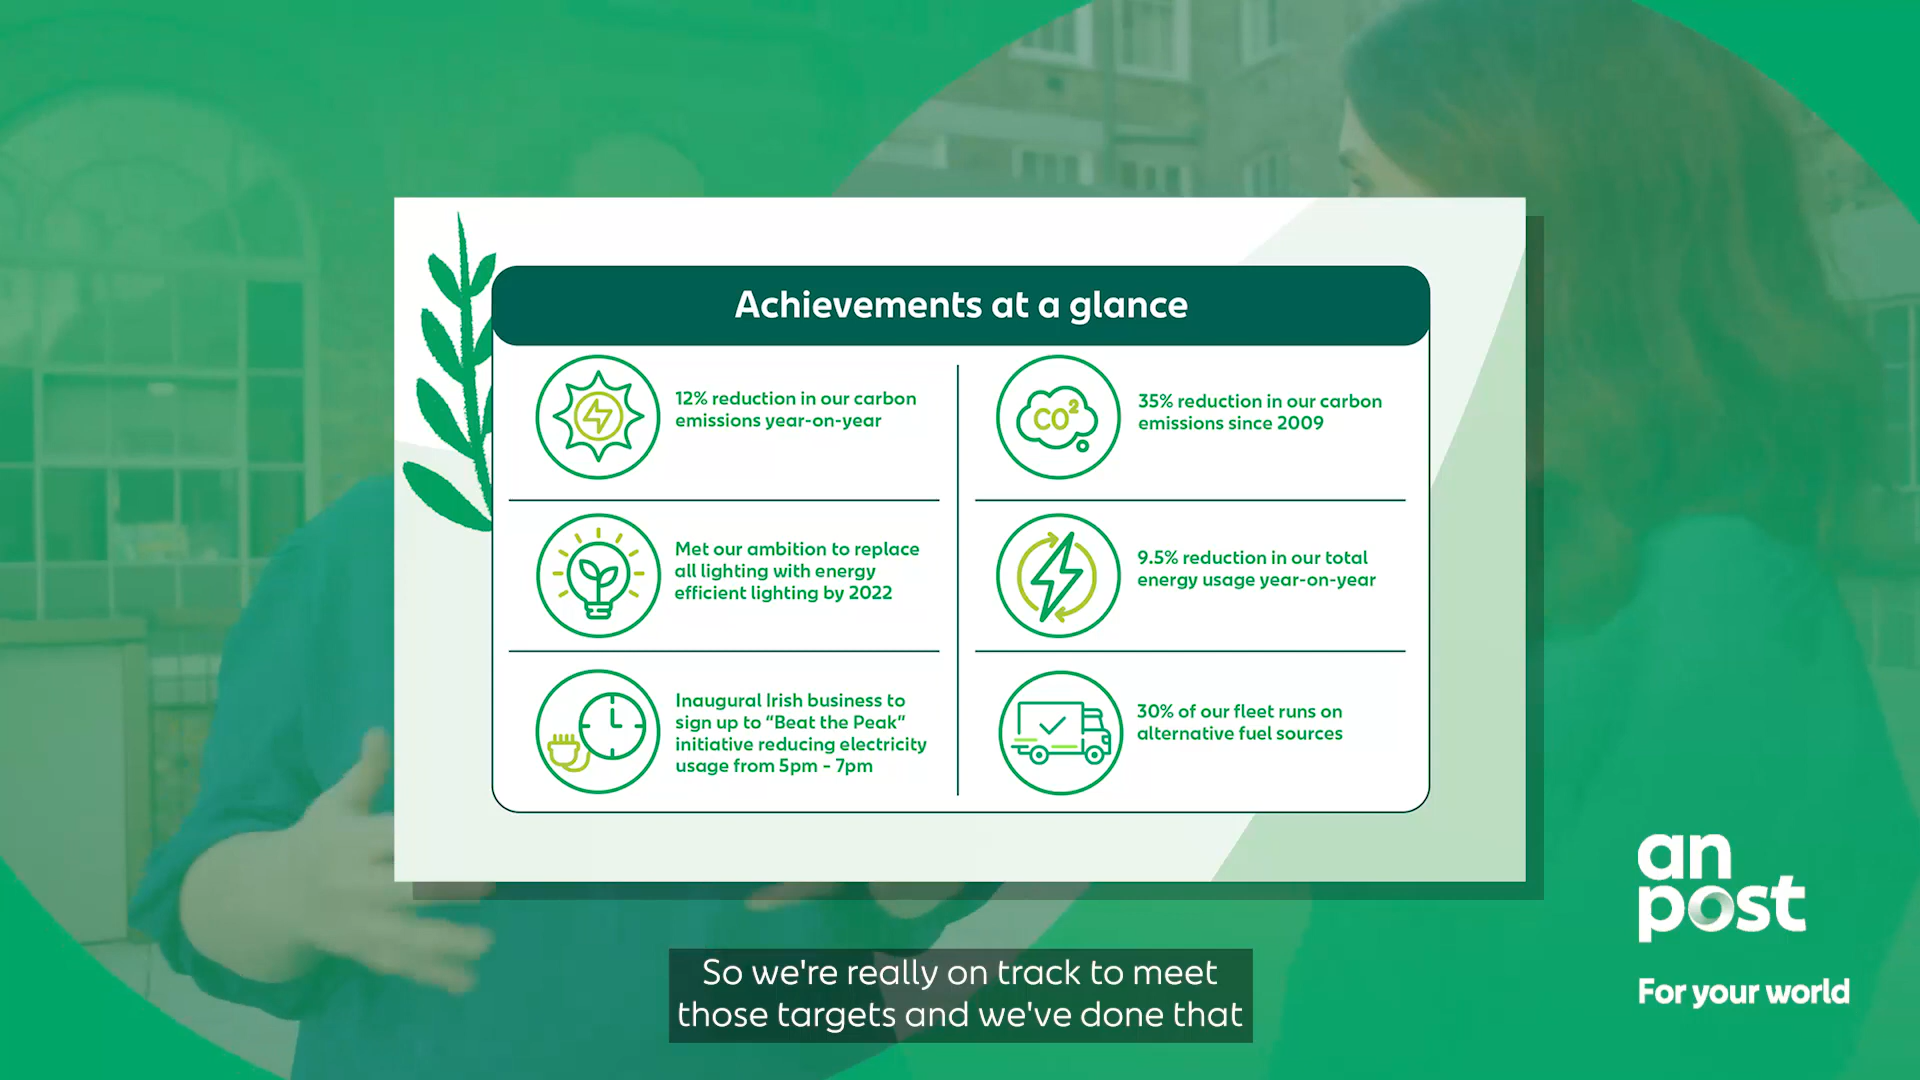 Achievements at a glance
12% reduction in our carbon
emissions year-on-year
CO²
35% reduction in our carbon
emissions since 2009
Met our ambition to replace
all lighting with energy
efficient lighting by 2022
9.5% reduction in our total
energy usage year-on-year
Inaugural Irish business to
sign up to “Beat the Peak”
initiative reducing electricity
usage from 5pm - 7pm
30% of our fleet runs on
alternative fuel sources
an
post
For your world
So we're really on track to meet
those targets and we've done that